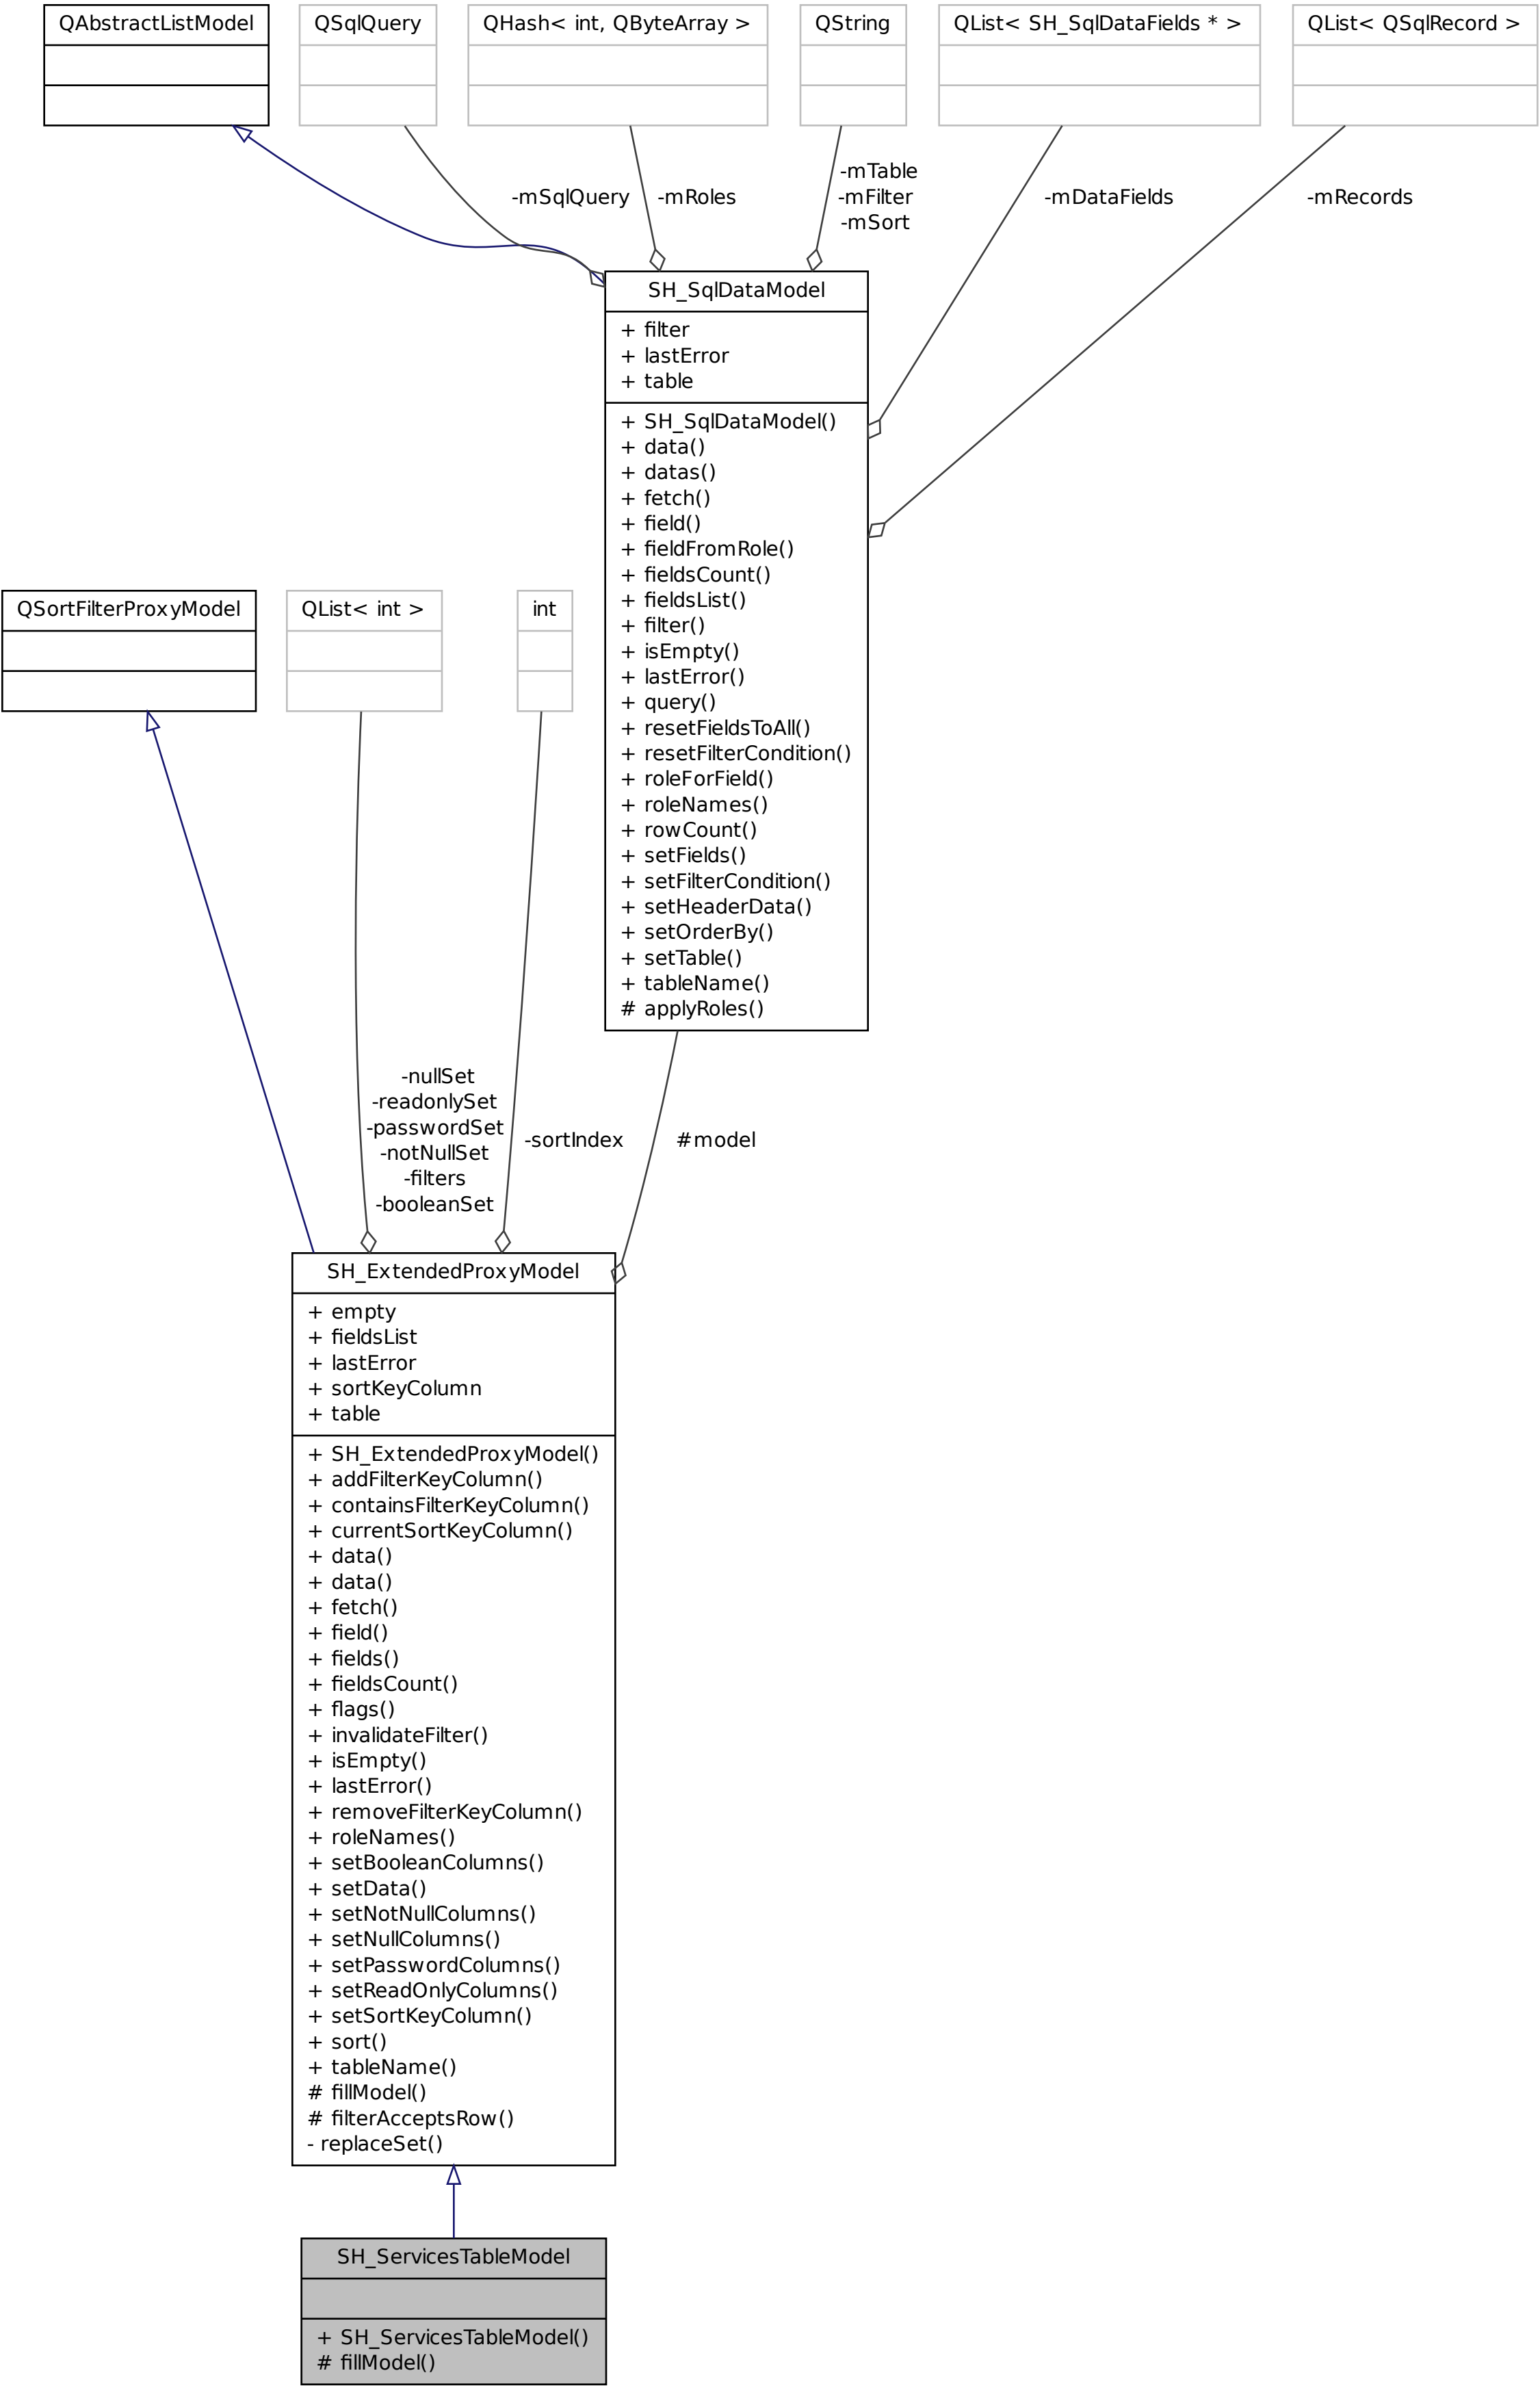 QAbstractListModel
QSqlQuery
QHash< int, QByteArray >
QString
QList< SH_SqlDataFields * >
QList< QSqlRecord >
-mSqlQuery
-mRoles
-mTable
-mFilter
-mSort
-mDataFields
-mRecords
SH_SqlDataModel
+ filter
+ lastError
+ table
+ SH_SqlDataModel()
+ data()
+ datas()
+ fetch()
+ field()
+ fieldFromRole()
+ fieldsCount()
+ fieldsList()
+ filter()
+ isEmpty()
+ lastError()
+ query()
+ resetFieldsToAll()
+ resetFilterCondition()
+ roleForField()
+ roleNames()
+ rowCount()
+ setFields()
+ setFilterCondition()
+ setHeaderData()
+ setOrderBy()
+ setTable()
+ tableName()
# applyRoles()
QSortFilterProxyModel
QList< int >
int
-nullSet
-readonlySet
-passwordSet
-notNullSet
-filters
-booleanSet
-sortIndex
#model
SH_ExtendedProxyModel
+ empty
+ fieldsList
+ lastError
+ sortKeyColumn
+ table
+ SH_ExtendedProxyModel()
+ addFilterKeyColumn()
+ containsFilterKeyColumn()
+ currentSortKeyColumn()
+ data()
+ data()
+ fetch()
+ field()
+ fields()
+ fieldsCount()
+ flags()
+ invalidateFilter()
+ isEmpty()
+ lastError()
+ removeFilterKeyColumn()
+ roleNames()
+ setBooleanColumns()
+ setData()
+ setNotNullColumns()
+ setNullColumns()
+ setPasswordColumns()
+ setReadOnlyColumns()
+ setSortKeyColumn()
+ sort()
+ tableName()
# fillModel()
# filterAcceptsRow()
- replaceSet()
SH_ServicesTableModel
+ SH_ServicesTableModel()
# fillModel()